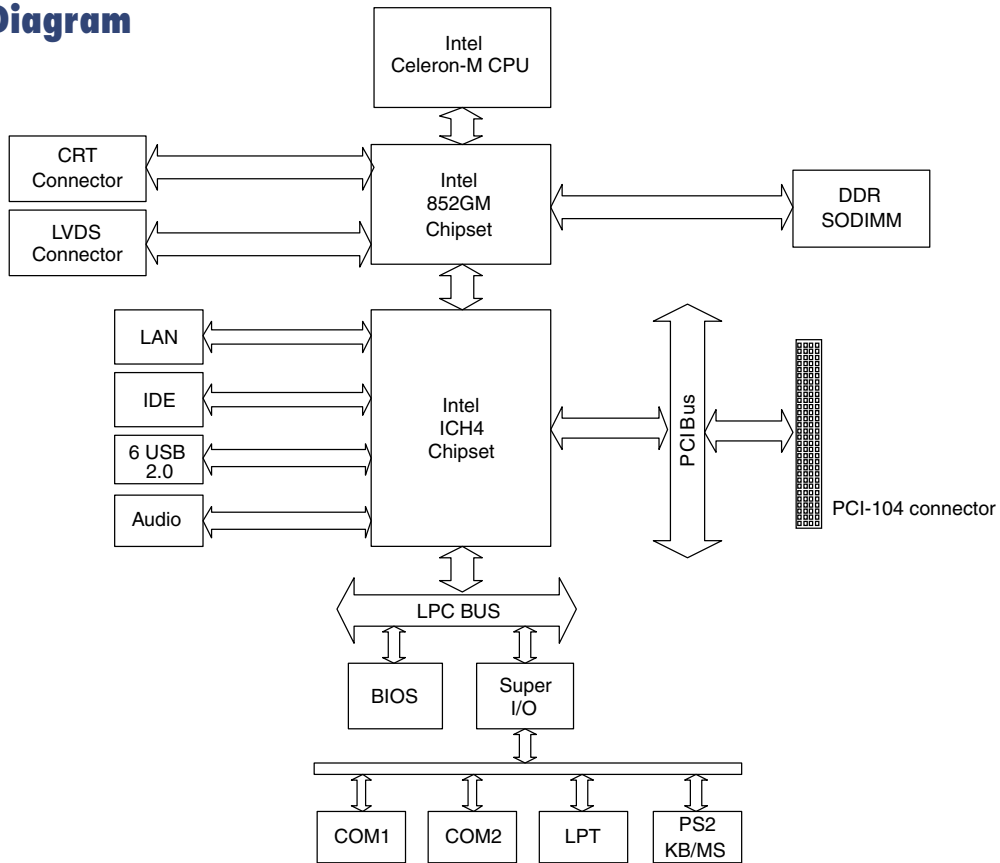 Diagram
Intel
Celeron-M CPU
CRT
Connector
Intel
852GM
Chipset
DDR
SODIMM
LVDS
Connector
LAN
IDE
6 USB
2.0
Audio
Intel
ICH4
Chipset
PCI Bus
PCI-104 connector
LPC BUS
BIOS
Super
I/O
COM1
COM2
LPT
PS2
KB/MS